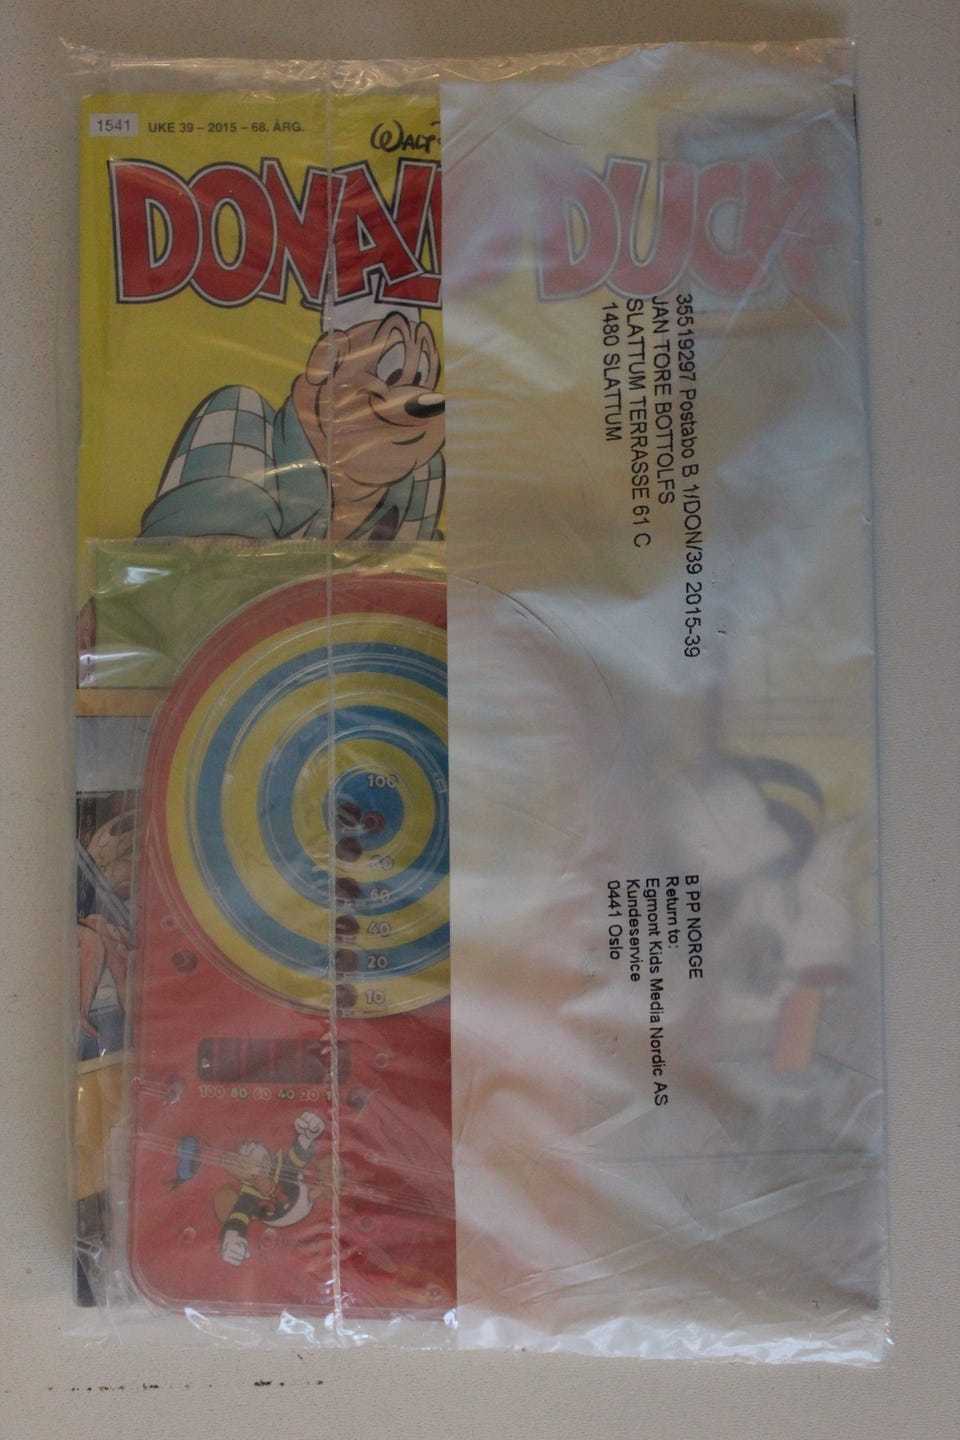 1541 UKE 39 – 2015 – 68. ÅRG.
WALT
DONALD DUCK
35519297 Postabo B 1/DON/39 2015-39
JAN TORE BOTTOLFS
SLATTUM TERRASSE 61 C
1480 SLATTUM
100
60
40
20
10
100 80 60 40 20 10
B PP NORGE
Return to:
Egmont Kids Media Nordic AS
Kundeservice
0441 Oslo